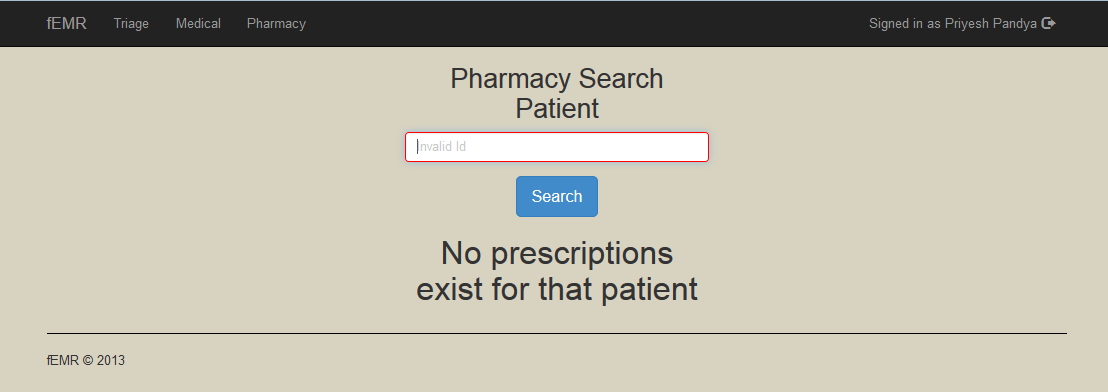 fEMR Triage Medical Pharmacy Signed in as Priyesh Pandya
Pharmacy Search
Patient
Invalid Id
Search
No prescriptions
exist for that patient
fEMR © 2013